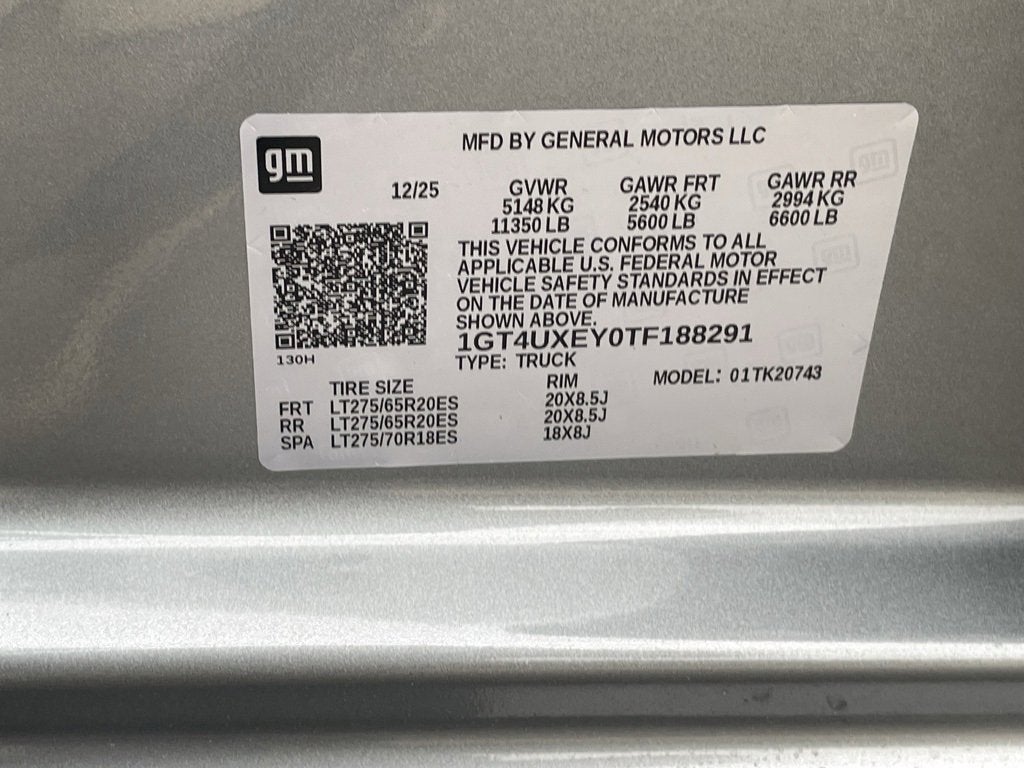 gm
MFD BY GENERAL MOTORS LLC
12/25 GVWR GAWR FRT GAWR RR
5148 KG 2540 KG 2994 KG
11350 LB 5600 LB 6600 LB
THIS VEHICLE CONFORMS TO ALL
APPLICABLE U.S. FEDERAL MOTOR
VEHICLE SAFETY STANDARDS IN EFFECT
ON THE DATE OF MANUFACTURE
SHOWN ABOVE.
1GT4UXEY0TF188291
130H
TYPE: TRUCK
MODEL: 01TK20743
TIRE SIZE RIM
FRT LT275/65R20ES 20X8.5J
RR LT275/65R20ES 20X8.5J
SPA LT275/70R18ES 18X8J